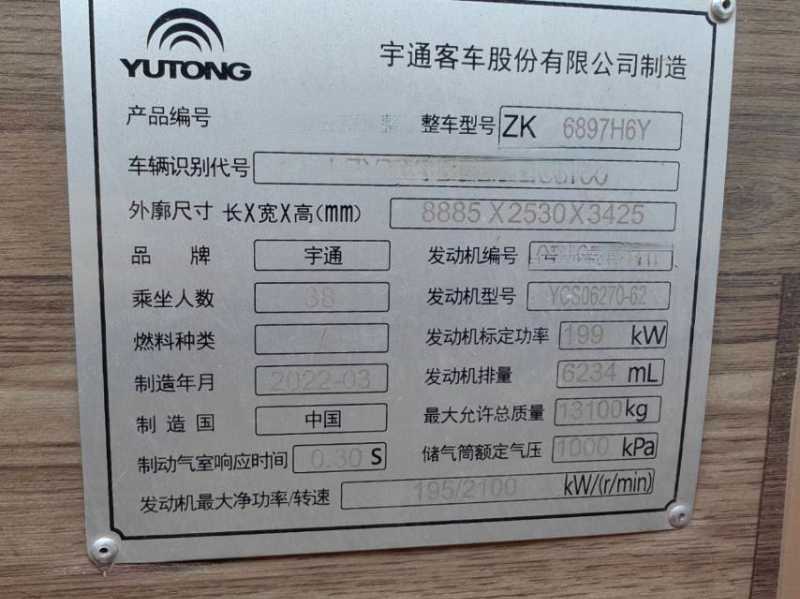 YUTONG
宇通客车股份有限公司制造
产品编号 整车型号 ZK 6897H6Y
车辆识别代号
外廓尺寸 长X宽X高(mm) 8885X2530X3425
品牌 宇通 发动机编号
乘坐人数 38 发动机型号 YCS06270-62
燃料种类 / 发动机标定功率 199 kW
制造年月 2022-03 发动机排量 6234 mL
制造国 中国 最大允许总质量 13100 kg
制动气室响应时间 0.30 S 储气筒额定气压 1000 kPa
发动机最大净功率/转速 195/2100 kW/(r/min)